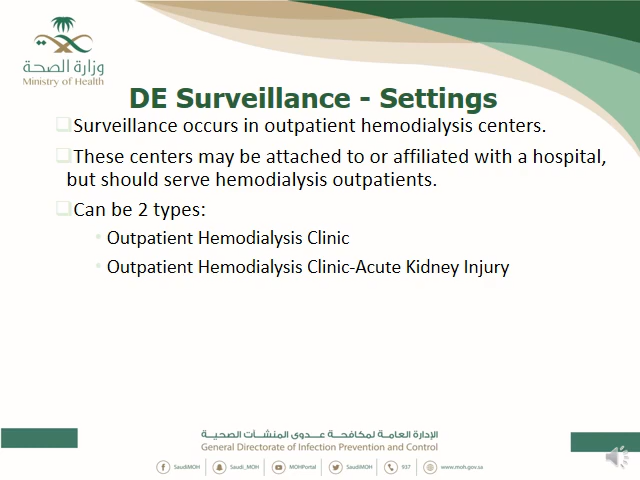 وزارة الصحة
Ministry of Health
DE Surveillance - Settings
Surveillance occurs in outpatient hemodialysis centers.
These centers may be attached to or affiliated with a hospital,
but should serve hemodialysis outpatients.
Can be 2 types:
• Outpatient Hemodialysis Clinic
• Outpatient Hemodialysis Clinic-Acute Kidney Injury
الإدارة العامة لمكافحة عدوى المنشآت الصحية
General Directorate of Infection Prevention and Control
SaudiMOH Saudi_MOH MOHPortal SaudiMOH 937 www.moh.gov.sa